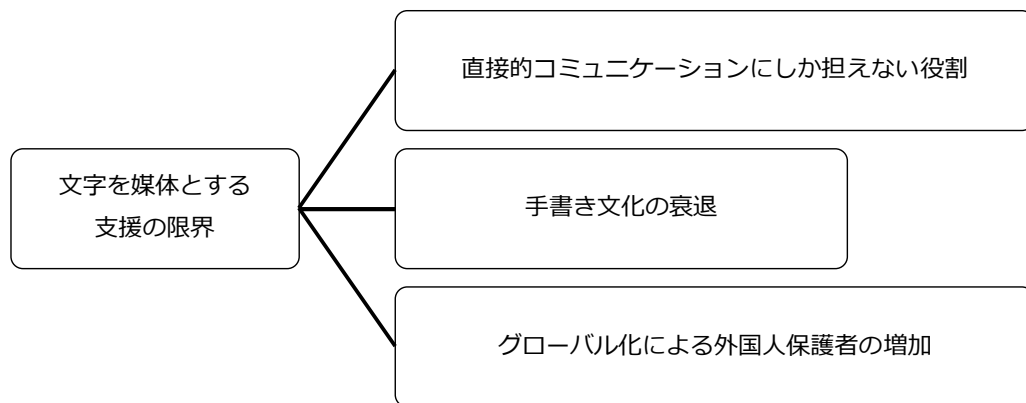 直接的コミュニケーションにしか担えない役割
文字を媒体とする
支援の限界
手書き文化の衰退
グローバル化による外国人保護者の増加